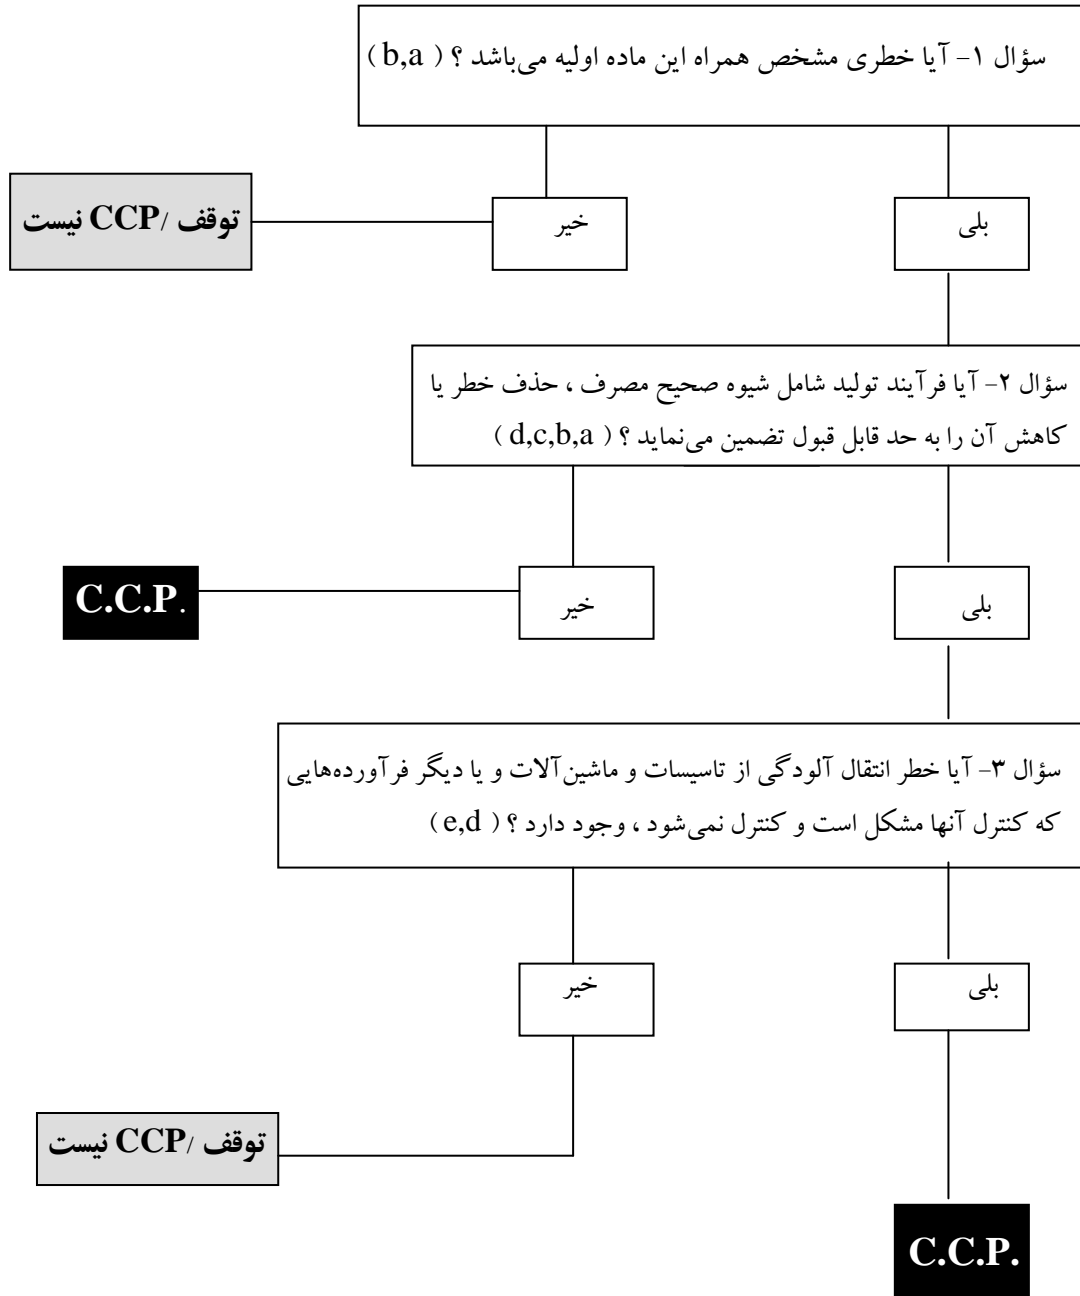 سؤال ۱- آیا خطری مشخص همراه این ماده اولیه می‌باشد ؟ ( b,a )
بلی
خیر
توقف /CCP نیست
سؤال ۲- آیا فرآیند تولید شامل شیوه صحیح مصرف ، حذف خطر یا
کاهش آن را به حد قابل قبول تضمین می‌نماید ؟ ( d,c,b,a )
بلی
خیر
C.C.P.
سؤال ۳- آیا خطر انتقال آلودگی از تاسیسات و ماشین‌آلات و یا دیگر فرآورده‌هایی
که کنترل آنها مشکل است و کنترل نمی‌شود ، وجود دارد ؟ ( e,d )
بلی
خیر
توقف /CCP نیست
C.C.P.